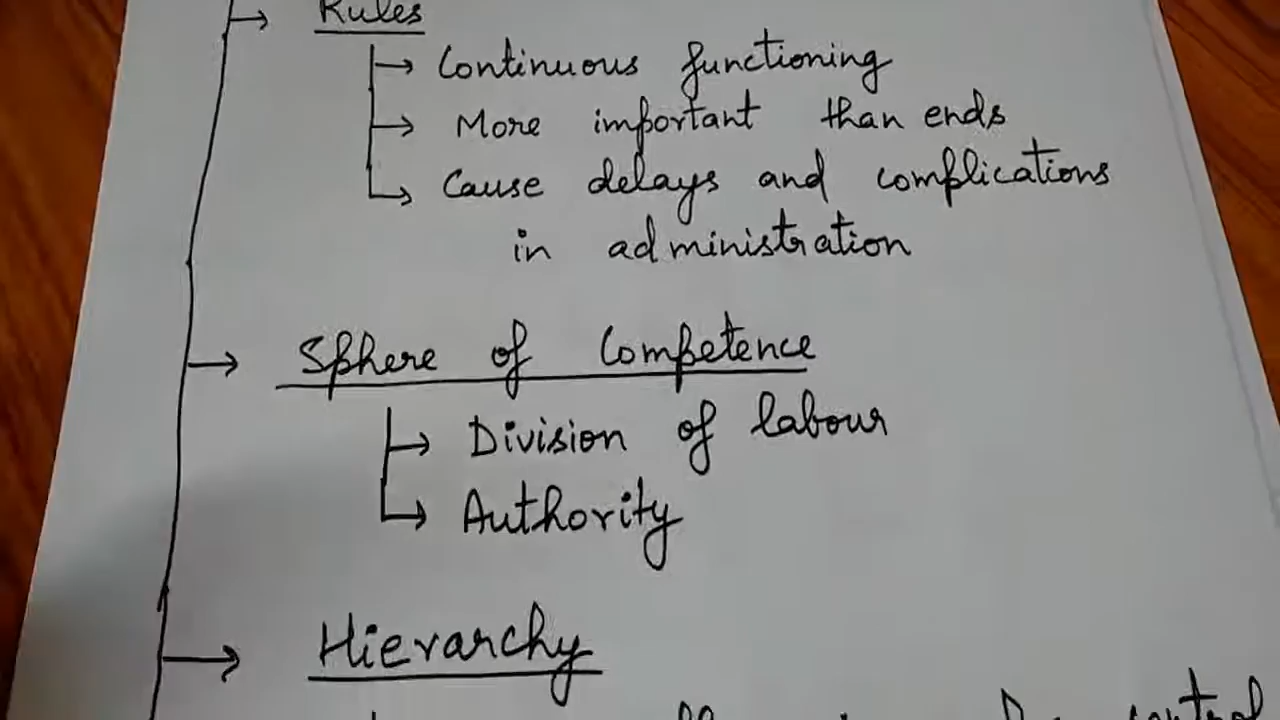 Rules
Continuous functioning
More important than ends
Cause delays and complications
in administration
Sphere of Competence
Division of labour
Authority
Hierarchy
control